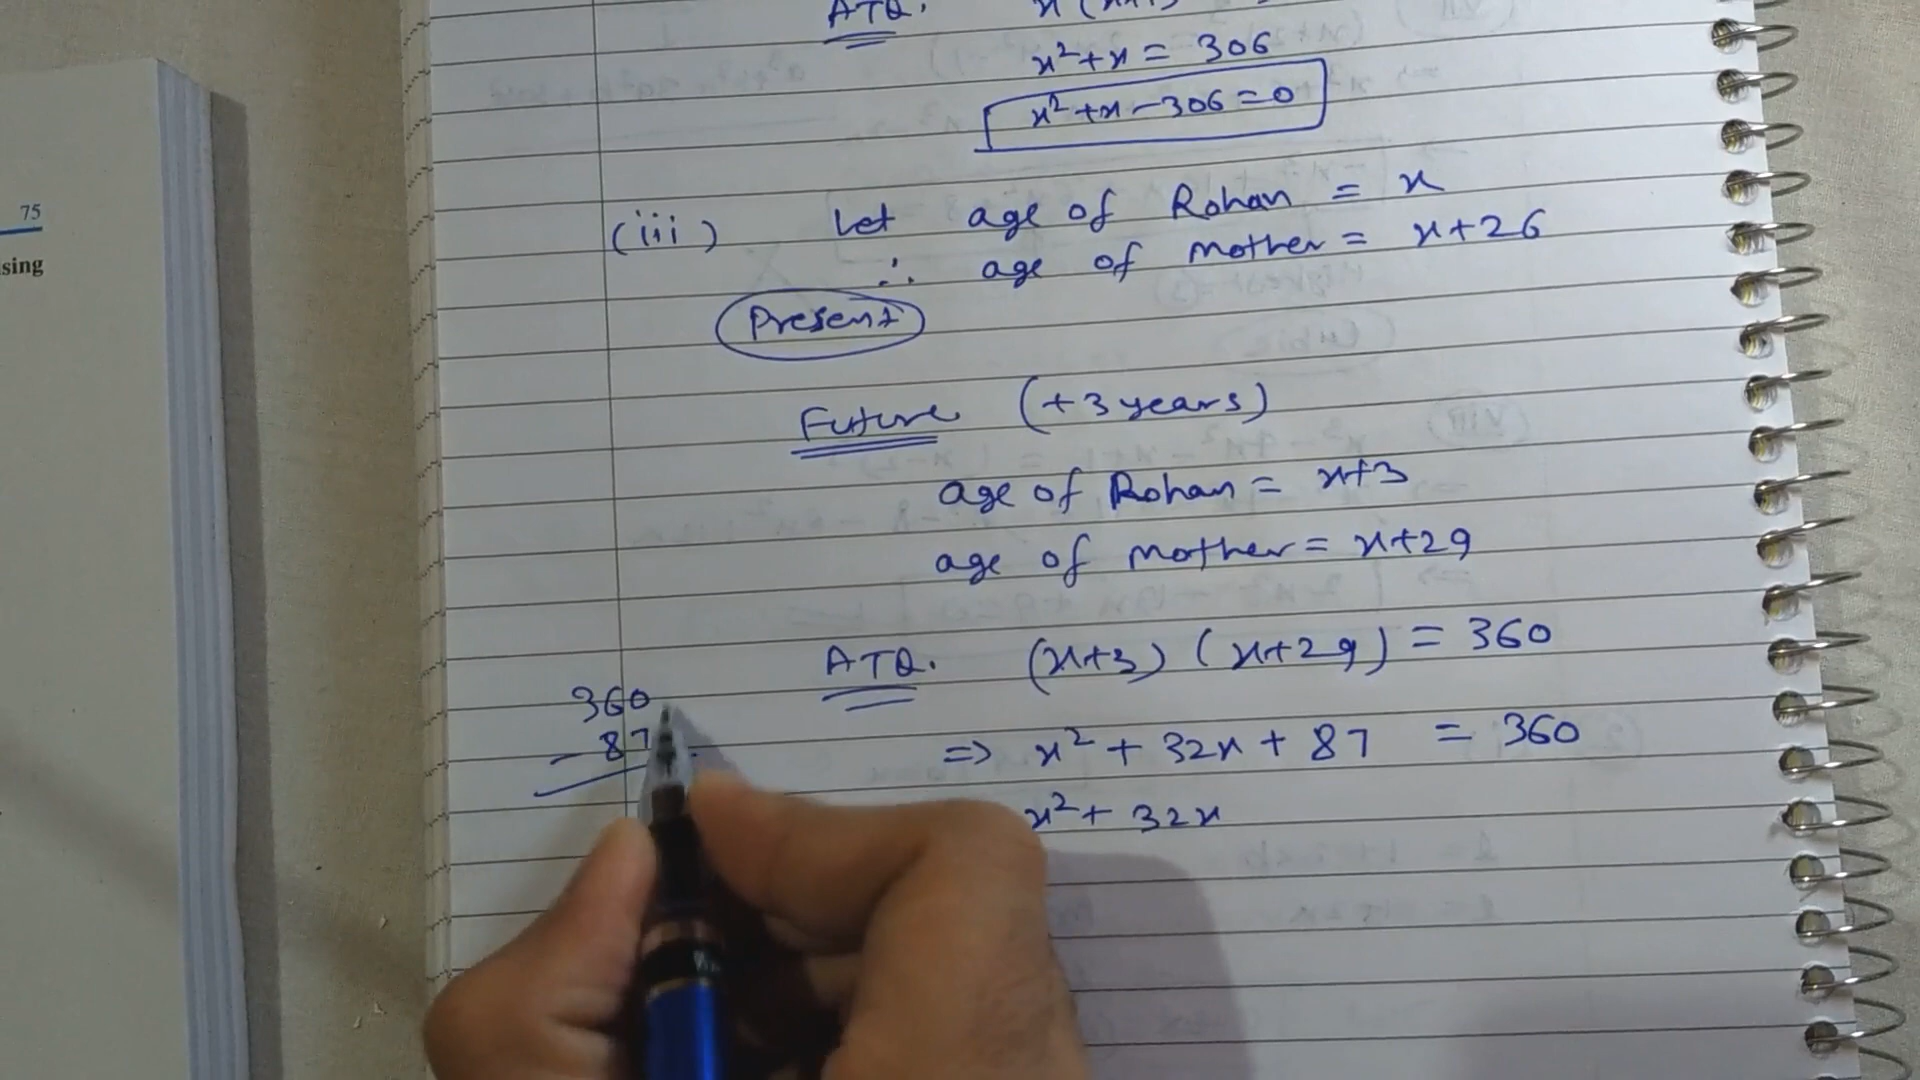 75
sing
ATQ.
x²+x = 306
x²+x-306=0
(iii) Let age of Rohan = x
∴ age of mother = x+26
Present
Future (+3 years)
age of Rohan = x+3
age of mother = x+29
ATQ. (x+3) (x+29) = 360
360
- 87
⇒ x² + 32x + 87 = 360
x² + 32x